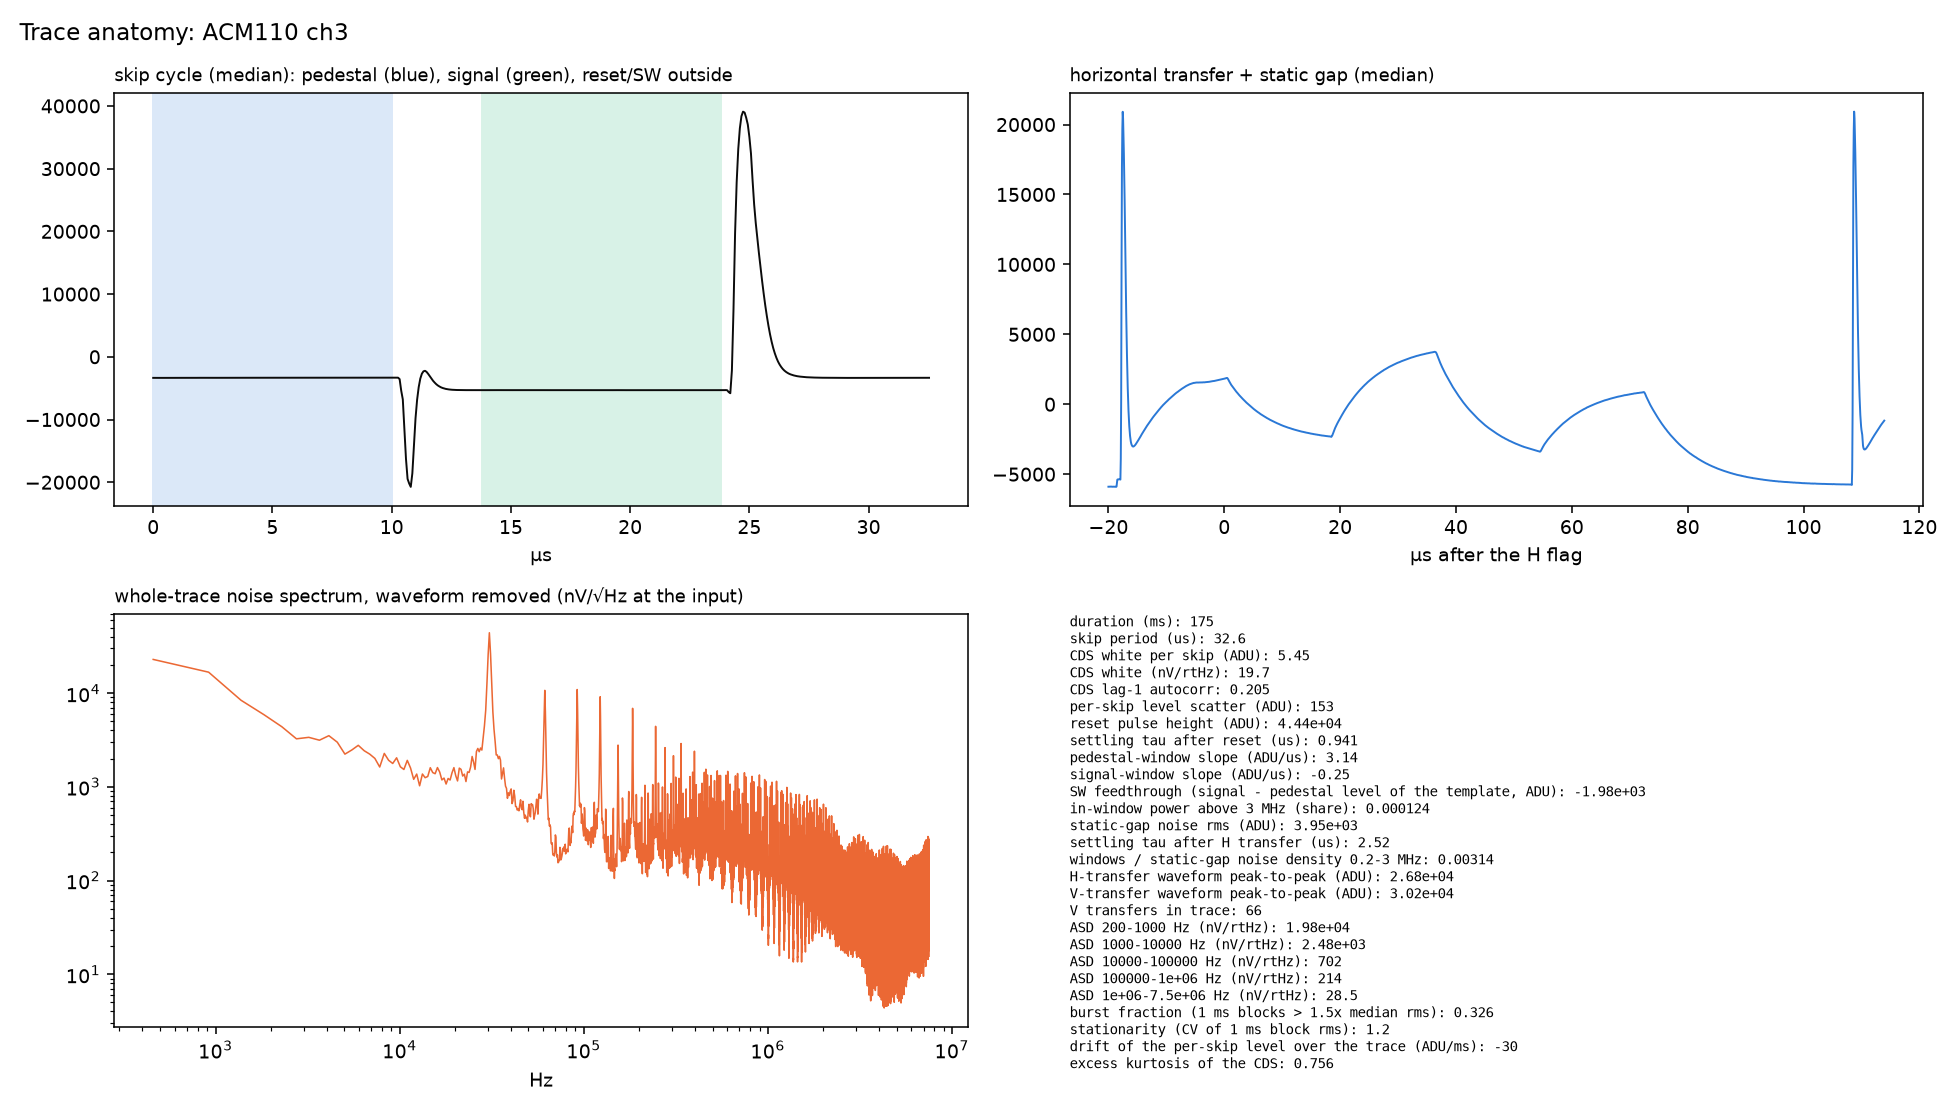 Trace anatomy: ACM110 ch3
skip cycle (median): pedestal (blue), signal (green), reset/SW outside
40000
30000
20000
10000
0
−10000
−20000
0 5 10 15 20 25 30
µs
horizontal transfer + static gap (median)
20000
15000
10000
5000
0
−5000
−20 0 20 40 60 80 100 120
µs after the H flag
whole-trace noise spectrum, waveform removed (nV/√Hz at the input)
10⁴
10³
10²
10¹
10³ 10⁴ 10⁵ 10⁶ 10⁷
Hz
duration (ms): 175
skip period (us): 32.6
CDS white per skip (ADU): 5.45
CDS white (nV/rtHz): 19.7
CDS lag-1 autocorr: 0.205
per-skip level scatter (ADU): 153
reset pulse height (ADU): 4.44e+04
settling tau after reset (us): 0.941
pedestal-window slope (ADU/us): 3.14
signal-window slope (ADU/us): -0.25
SW feedthrough (signal - pedestal level of the template, ADU): -1.98e+03
in-window power above 3 MHz (share): 0.000124
static-gap noise rms (ADU): 3.95e+03
settling tau after H transfer (us): 2.52
windows / static-gap noise density 0.2-3 MHz: 0.00314
H-transfer waveform peak-to-peak (ADU): 2.68e+04
V-transfer waveform peak-to-peak (ADU): 3.02e+04
V transfers in trace: 66
ASD 200-1000 Hz (nV/rtHz): 1.98e+04
ASD 1000-10000 Hz (nV/rtHz): 2.48e+03
ASD 10000-100000 Hz (nV/rtHz): 702
ASD 100000-1e+06 Hz (nV/rtHz): 214
ASD 1e+06-7.5e+06 Hz (nV/rtHz): 28.5
burst fraction (1 ms blocks > 1.5x median rms): 0.326
stationarity (CV of 1 ms block rms): 1.2
drift of the per-skip level over the trace (ADU/ms): -30
excess kurtosis of the CDS: 0.756